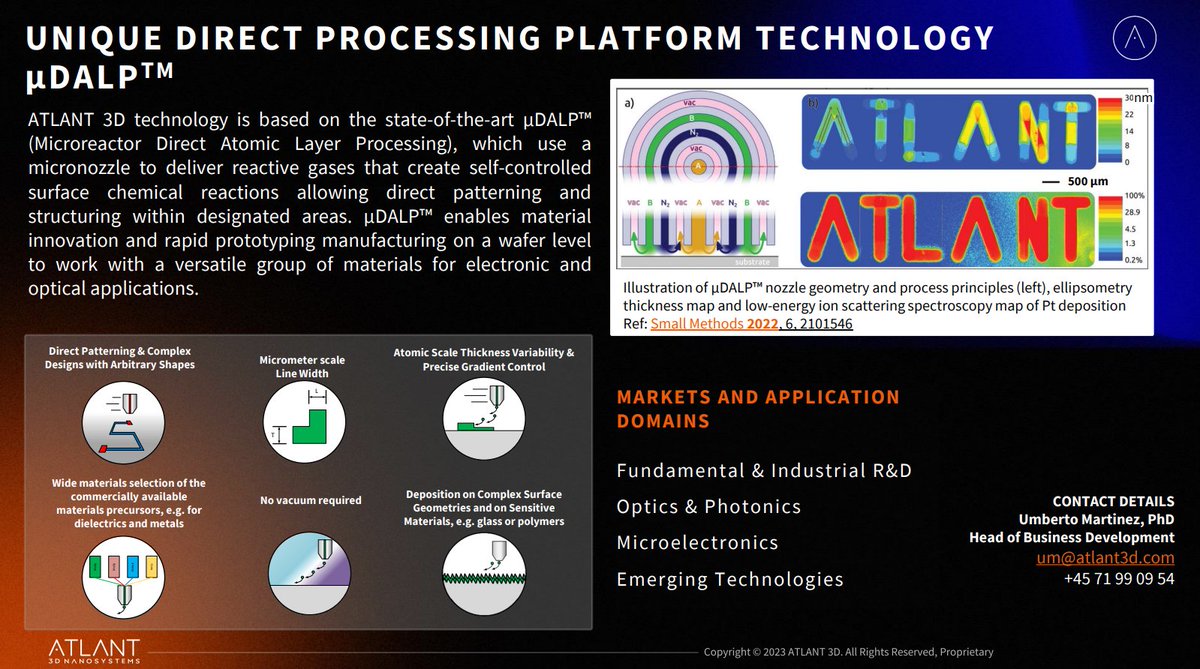 UNIQUE DIRECT PROCESSING PLATFORM TECHNOLOGY
µDALP™
ATLANT 3D technology is based on the state-of-the-art µDALP™
(Microreactor Direct Atomic Layer Processing), which use a
micronozzle to deliver reactive gases that create self-controlled
surface chemical reactions allowing direct patterning and
structuring within designated areas. µDALP™ enables material
innovation and rapid prototyping manufacturing on a wafer level
to work with a versatile group of materials for electronic and
optical applications.
a)
vac
B
N₂
vac
A
vac B N₂ vac A vac N₂ B vac
substrate
b)
ATLANT
30 nm
22
14
8
0
500 µm
ATLANT
100%
28.9
4.5
1.3
0.2%
Illustration of µDALP™ nozzle geometry and process principles (left), ellipsometry
thickness map and low-energy ion scattering spectroscopy map of Pt deposition
Ref: Small Methods 2022, 6, 2101546
Direct Patterning & Complex
Designs with Arbitrary Shapes
Micrometer scale
Line Width
L
T
Atomic Scale Thickness Variability &
Precise Gradient Control
Wide materials selection of the
commercially available
materials precursors, e.g. for
dielectrics and metals
No vacuum required
Deposition on Complex Surface
Geometries and on Sensitive
Materials, e.g. glass or polymers
MARKETS AND APPLICATION
DOMAINS
Fundamental & Industrial R&D
Optics & Photonics
Microelectronics
Emerging Technologies
CONTACT DETAILS
Umberto Martinez, PhD
Head of Business Development
um@atlant3d.com
+45 71 99 09 54
ATLANT
3D NANOSYSTEMS
Copyright © 2023 ATLANT 3D. All Rights Reserved, Proprietary